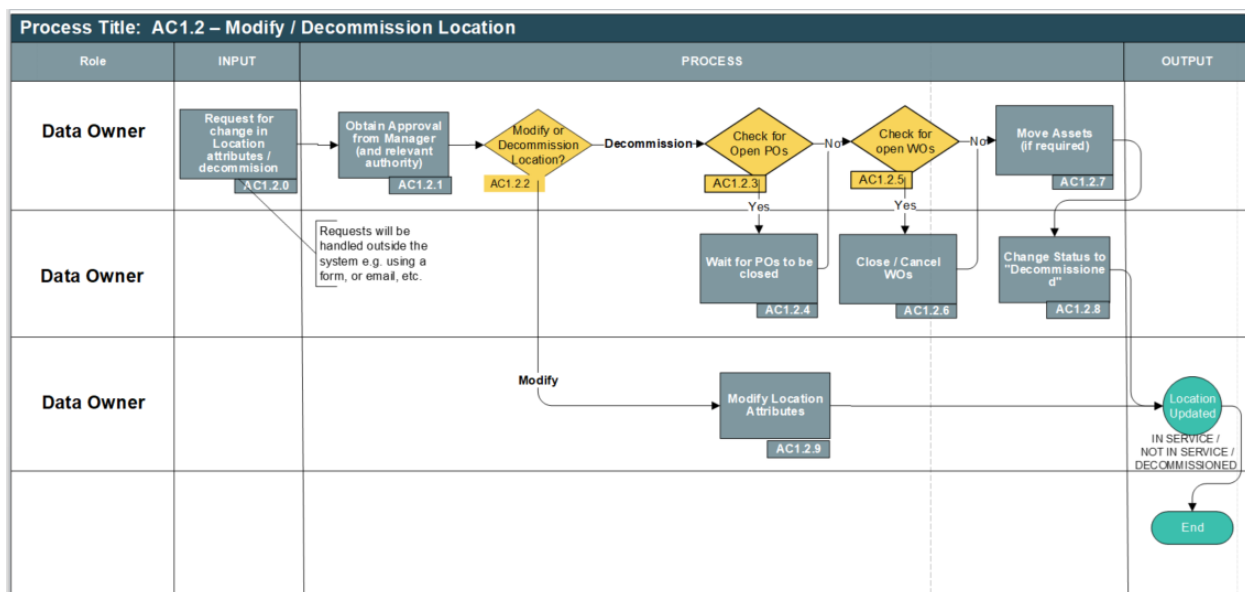 Process Title:  AC1.2 – Modify / Decommission Location
Role
INPUT
PROCESS
OUTPUT
Data Owner
Request for
change in
Location
attributes /
decommision
AC1.2.0
Obtain Approval
from Manager
(and relevant
authority)
AC1.2.1
Modify or
Decommission
Location?
AC1.2.2
Decommission
Check for
Open POs
AC1.2.3
No
Yes
Check for
open WOs
AC1.2.5
No
Yes
Move Assets
(if required)
AC1.2.7
Data Owner
Requests will be
handled outside the
system e.g. using a
form, or email, etc.
Wait for POs to be
closed
AC1.2.4
Close / Cancel
WOs
AC1.2.6
Change Status to
"Decommissione
d"
AC1.2.8
Data Owner
Modify
Modify Location
Attributes
AC1.2.9
Location
Updated
IN SERVICE /
NOT IN SERVICE /
DECOMMISSIONED
End